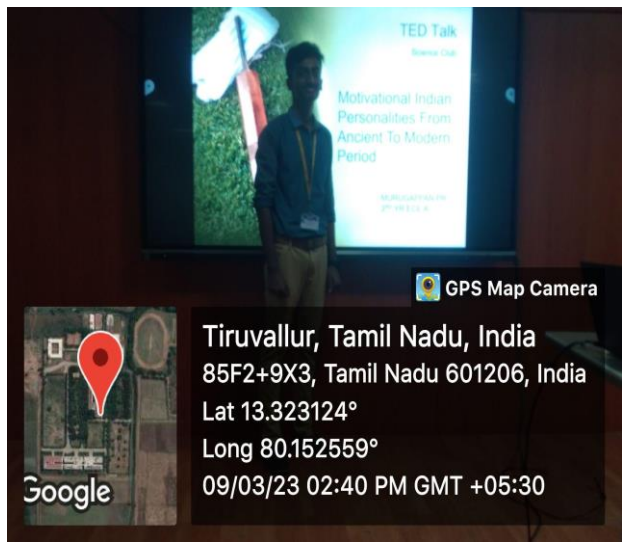 TED Talk
Science Club
Motivational Indian
Personalities From
Ancient To Modern
Period
GPS Map Camera
Tiruvallur, Tamil Nadu, India
85F2+9X3, Tamil Nadu 601206, India
Lat 13.323124°
Long 80.152559°
09/03/23 02:40 PM GMT +05:30
Google